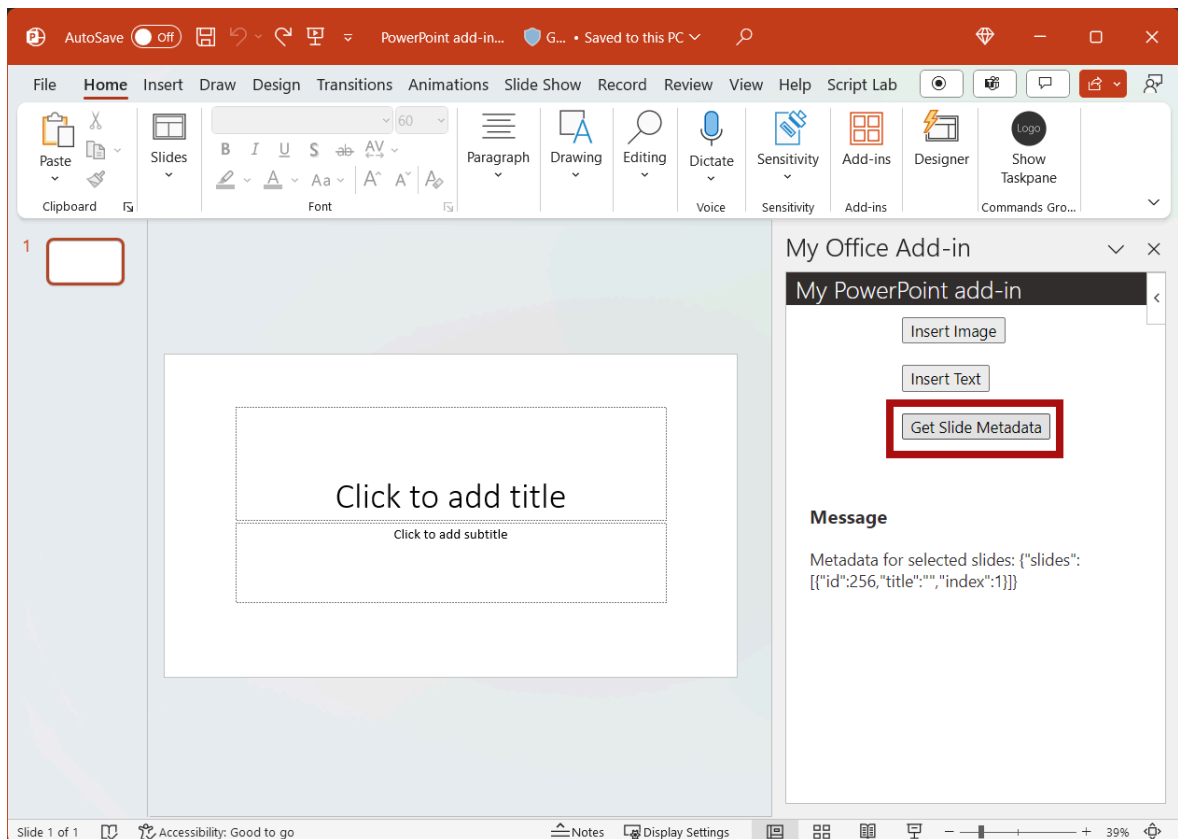 AutoSave Off PowerPoint add-in... G... • Saved to this PC
File Home Insert Draw Design Transitions Animations Slide Show Record Review View Help Script Lab
60
Paste Slides B I U S ab AV Paragraph Drawing Editing Dictate Sensitivity Add-ins Designer Logo Show Taskpane
A Aa A A A
Clipboard Font Voice Sensitivity Add-ins Commands Gro...
1
My Office Add-in
My PowerPoint add-in
Insert Image
Insert Text
Get Slide Metadata
Click to add title
Click to add subtitle
Message
Metadata for selected slides: {"slides":
[{"id":256,"title":"","index":1}]}
Slide 1 of 1 Accessibility: Good to go Notes Display Settings 39%